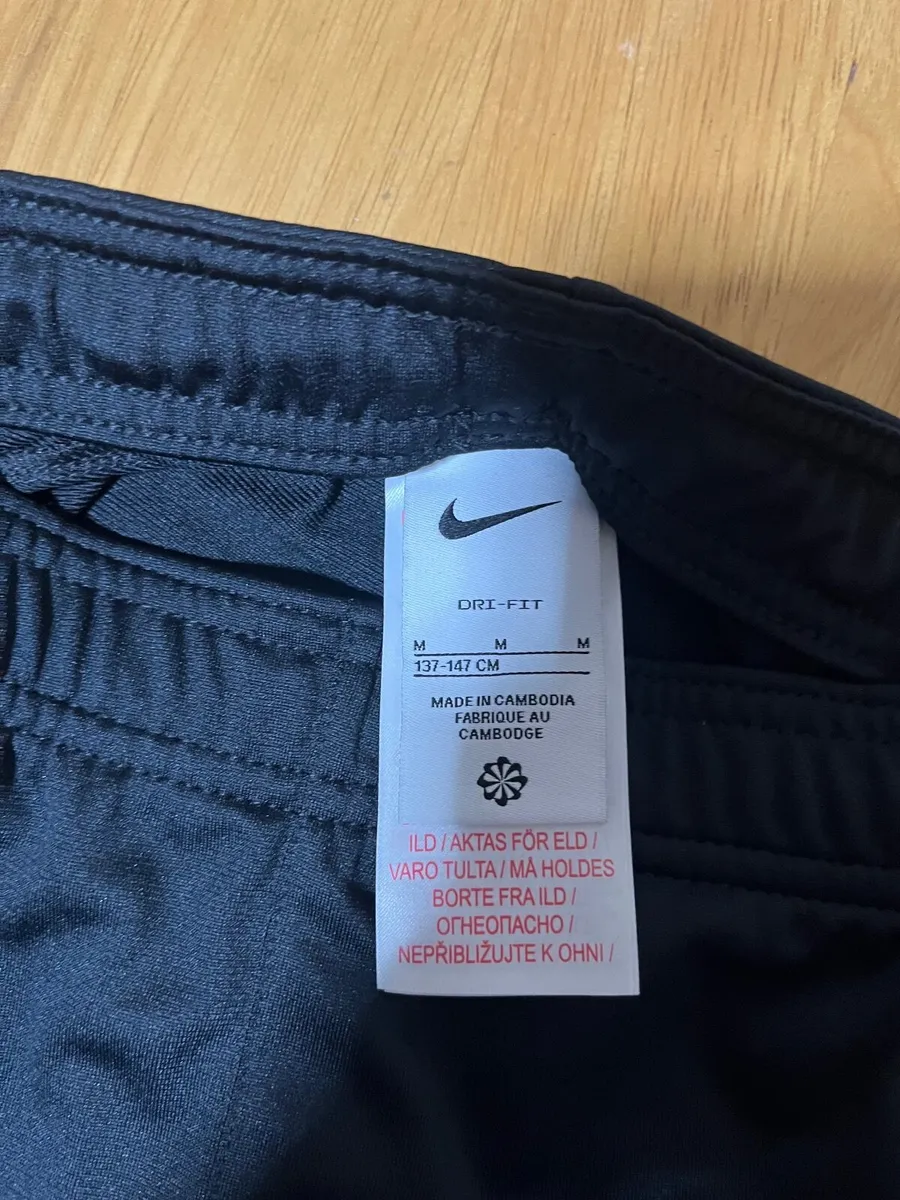 DRI-FIT
M M M
137-147 CM
MADE IN CAMBODIA
FABRIQUE AU
CAMBODGE
ILD / AKTAS FÖR ELD /
VARO TULTA / MÅ HOLDES
BORTE FRA ILD /
ОГНЕОПАСНО /
NEPŘIBLIŽUJTE K OHNI /